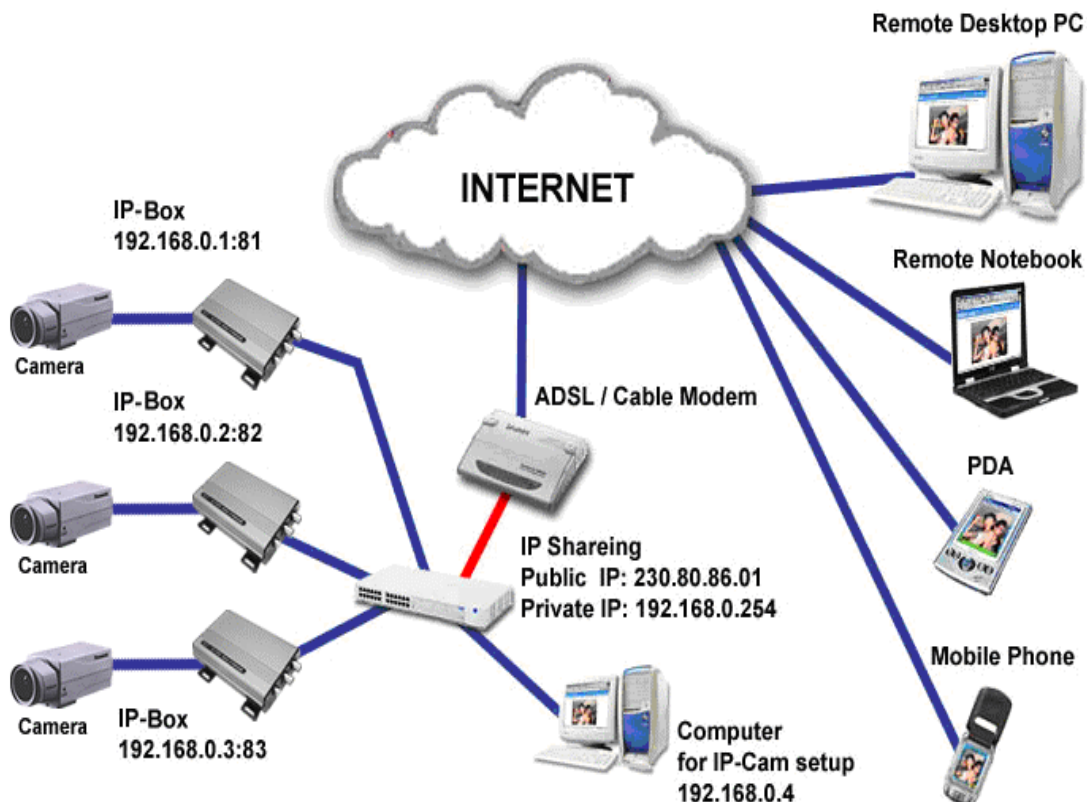 Remote Desktop PC
INTERNET
IP-Box
192.168.0.1:81
Camera
Remote Notebook
IP-Box
192.168.0.2:82
ADSL / Cable Modem
PDA
Camera
IP Shareing
Public IP: 230.80.86.01
Private IP: 192.168.0.254
Mobile Phone
Camera
IP-Box
192.168.0.3:83
Computer
for IP-Cam setup
192.168.0.4